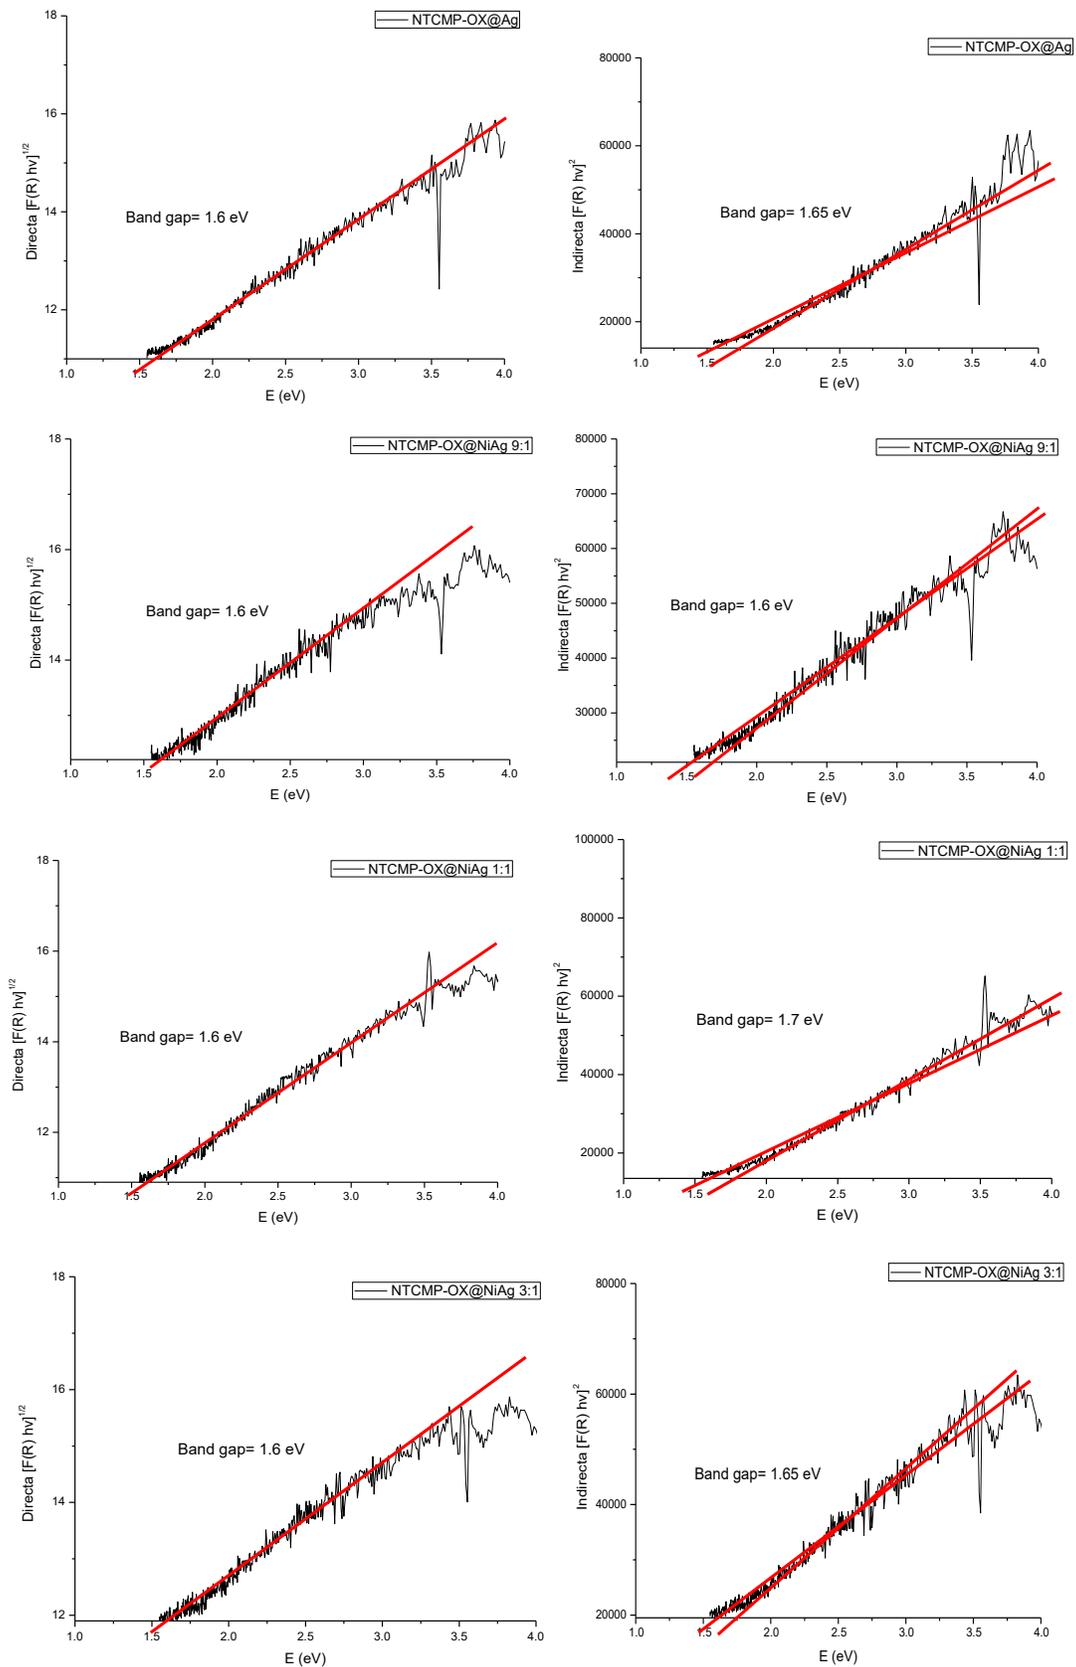 NTCMP-OX@Ag
18
16
14
12
Directa [F(R) hv]1/2
Band gap= 1.6 eV
1.0 1.5 2.0 2.5 3.0 3.5 4.0
E (eV)
NTCMP-OX@Ag
80000
60000
40000
20000
Indirecta [F(R) hv]2
Band gap= 1.65 eV
1.0 1.5 2.0 2.5 3.0 3.5 4.0
E (eV)
NTCMP-OX@NiAg 9:1
18
16
14
Directa [F(R) hv]1/2
Band gap= 1.6 eV
1.0 1.5 2.0 2.5 3.0 3.5 4.0
E (eV)
NTCMP-OX@NiAg 9:1
80000
70000
60000
50000
40000
30000
Indirecta [F(R) hv]2
Band gap= 1.6 eV
1.0 1.5 2.0 2.5 3.0 3.5 4.0
E (eV)
NTCMP-OX@NiAg 1:1
18
16
14
12
Directa [F(R) hv]1/2
Band gap= 1.6 eV
1.0 1.5 2.0 2.5 3.0 3.5 4.0
E (eV)
NTCMP-OX@NiAg 1:1
100000
80000
60000
40000
20000
Indirecta [F(R) hv]2
Band gap= 1.7 eV
1.0 1.5 2.0 2.5 3.0 3.5 4.0
E (eV)
NTCMP-OX@NiAg 3:1
18
16
14
12
Directa [F(R) hv]1/2
Band gap= 1.6 eV
1.0 1.5 2.0 2.5 3.0 3.5 4.0
E (eV)
NTCMP-OX@NiAg 3:1
80000
60000
40000
20000
Indirecta [F(R) hv]2
Band gap= 1.65 eV
1.0 1.5 2.0 2.5 3.0 3.5 4.0
E (eV)